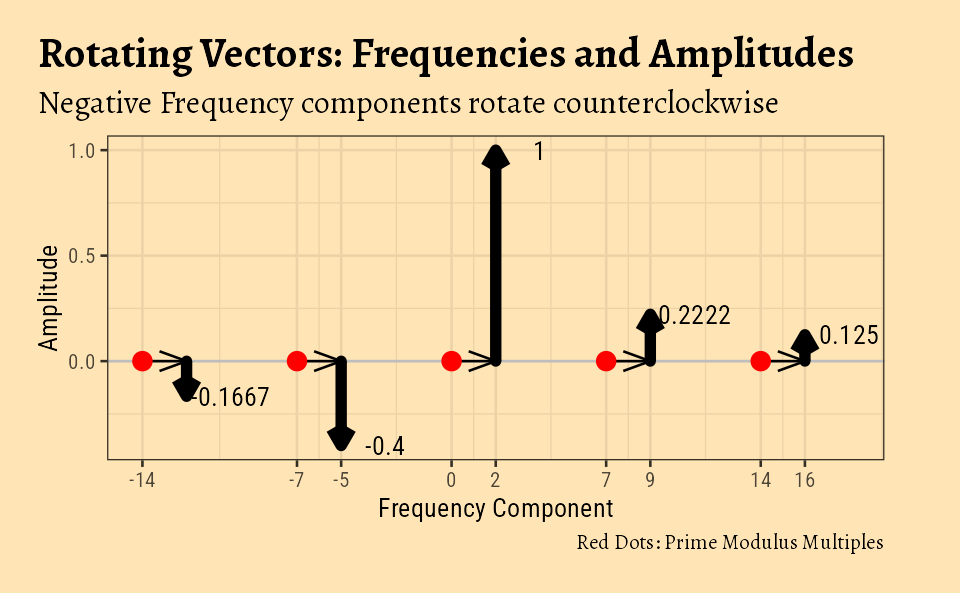 Rotating Vectors: Frequencies and Amplitudes
Negative Frequency components rotate counterclockwise
1.0
1
0.5
Amplitude
0.2222
0.125
0.0
-0.1667
-0.4
-14 -7 -5 0 2 7 9 14 16
Frequency Component
Red Dots: Prime Modulus Multiples